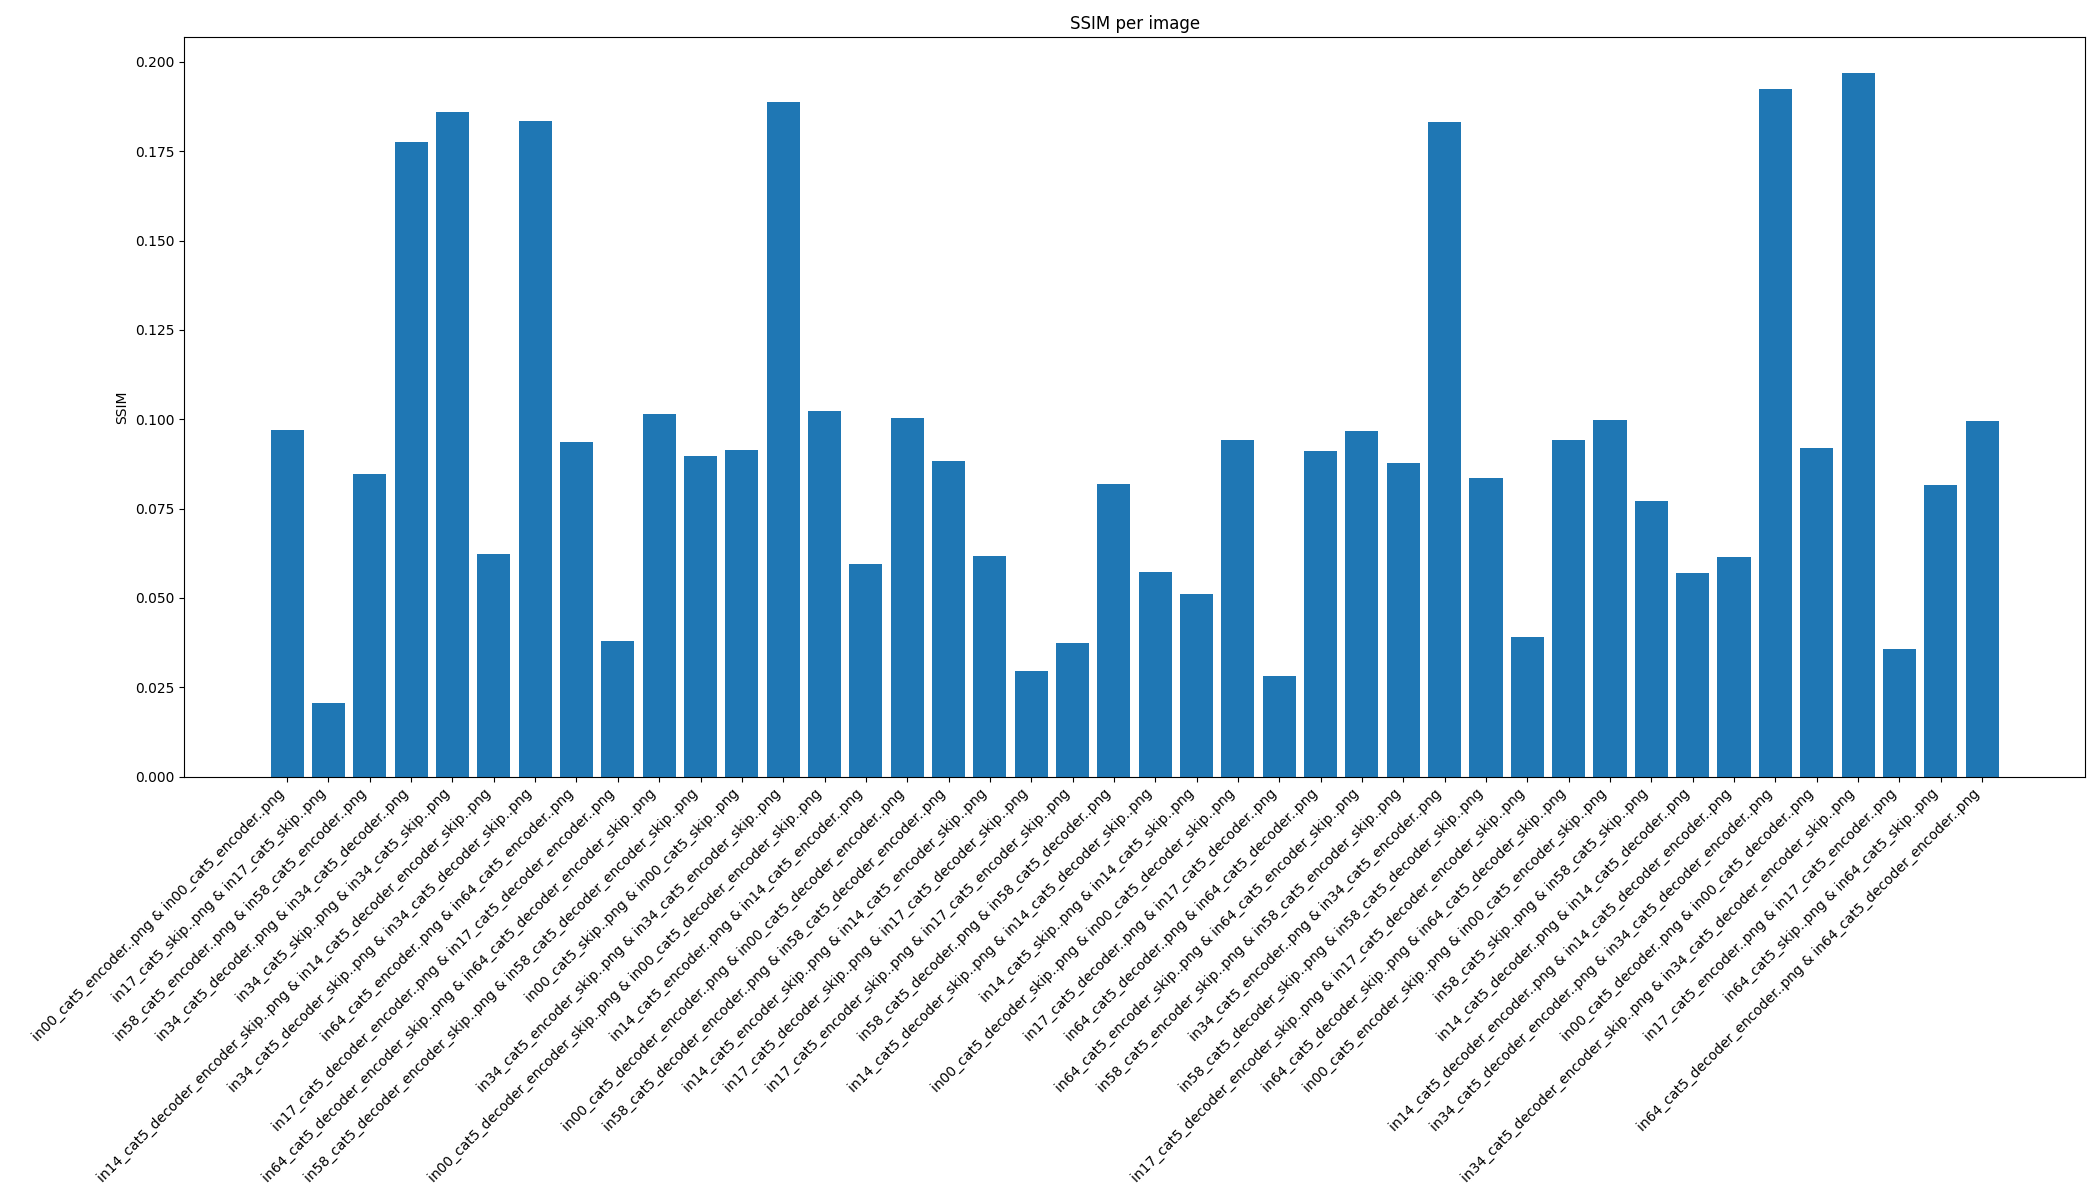 SSIM per image
SSIM
0.200
0.175
0.150
0.125
0.100
0.075
0.050
0.025
0.000
in00_cat5_encoder..png & in00_cat5_encoder..png
in17_cat5_skip..png & in17_cat5_skip..png
in58_cat5_encoder..png & in58_cat5_encoder..png
in34_cat5_decoder..png & in34_cat5_decoder..png
in34_cat5_skip..png & in34_cat5_skip..png
in14_cat5_decoder_encoder_skip..png & in14_cat5_decoder_encoder_skip..png
in34_cat5_decoder_skip..png & in34_cat5_decoder_skip..png
in64_cat5_encoder..png & in64_cat5_encoder..png
in17_cat5_decoder_encoder..png & in17_cat5_decoder_encoder..png
in64_cat5_decoder_encoder_skip..png & in64_cat5_decoder_encoder_skip..png
in58_cat5_decoder_encoder_skip..png & in58_cat5_decoder_encoder_skip..png
in00_cat5_skip..png & in00_cat5_skip..png
in34_cat5_encoder_skip..png & in34_cat5_encoder_skip..png
in00_cat5_decoder_encoder_skip..png & in00_cat5_decoder_encoder_skip..png
in14_cat5_encoder..png & in14_cat5_encoder..png
in00_cat5_decoder_encoder..png & in00_cat5_decoder_encoder..png
in58_cat5_decoder_encoder..png & in58_cat5_decoder_encoder..png
in14_cat5_encoder_skip..png & in14_cat5_encoder_skip..png
in17_cat5_decoder_skip..png & in17_cat5_decoder_skip..png
in17_cat5_encoder_skip..png & in17_cat5_encoder_skip..png
in58_cat5_decoder..png & in58_cat5_decoder..png
in14_cat5_decoder_skip..png & in14_cat5_decoder_skip..png
in14_cat5_skip..png & in14_cat5_skip..png
in00_cat5_decoder_skip..png & in00_cat5_decoder_skip..png
in17_cat5_decoder..png & in17_cat5_decoder..png
in64_cat5_decoder..png & in64_cat5_decoder..png
in64_cat5_encoder_skip..png & in64_cat5_encoder_skip..png
in58_cat5_encoder_skip..png & in58_cat5_encoder_skip..png
in34_cat5_encoder..png & in34_cat5_encoder..png
in58_cat5_decoder_skip..png & in58_cat5_decoder_skip..png
in17_cat5_decoder_encoder_skip..png & in17_cat5_decoder_encoder_skip..png
in64_cat5_decoder_skip..png & in64_cat5_decoder_skip..png
in00_cat5_encoder_skip..png & in00_cat5_encoder_skip..png
in58_cat5_skip..png & in58_cat5_skip..png
in14_cat5_decoder..png & in14_cat5_decoder..png
in14_cat5_decoder_encoder..png & in14_cat5_decoder_encoder..png
in34_cat5_decoder_encoder..png & in34_cat5_decoder_encoder..png
in00_cat5_decoder..png & in00_cat5_decoder..png
in34_cat5_decoder_encoder_skip..png & in34_cat5_decoder_encoder_skip..png
in17_cat5_encoder..png & in17_cat5_encoder..png
in64_cat5_skip..png & in64_cat5_skip..png
in64_cat5_decoder_encoder..png & in64_cat5_decoder_encoder..png